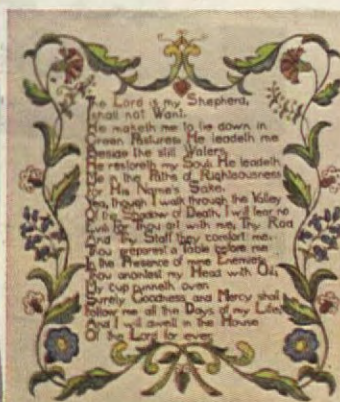 The Lord is my Shepherd,
I shall not Want.
He maketh me to lie down in
Green Pastures: He leadeth me
Beside the still Waters.
He restoreth my Soul: He leadeth
Me in the Paths of Righteousness
For His Name's Sake.
Yea, though I walk through the Valley
Of the Shadow of Death, I will fear no
Evil: For Thou art with me; Thy Rod
And Thy Staff they comfort me.
Thou preparest a Table before me
In the Presence of mine Enemies:
Thou anointest my Head with Oil;
My Cup runneth over.
Surely Goodness and Mercy shall
Follow me all the Days of my Life:
And I will dwell in the House
Of the Lord for ever.